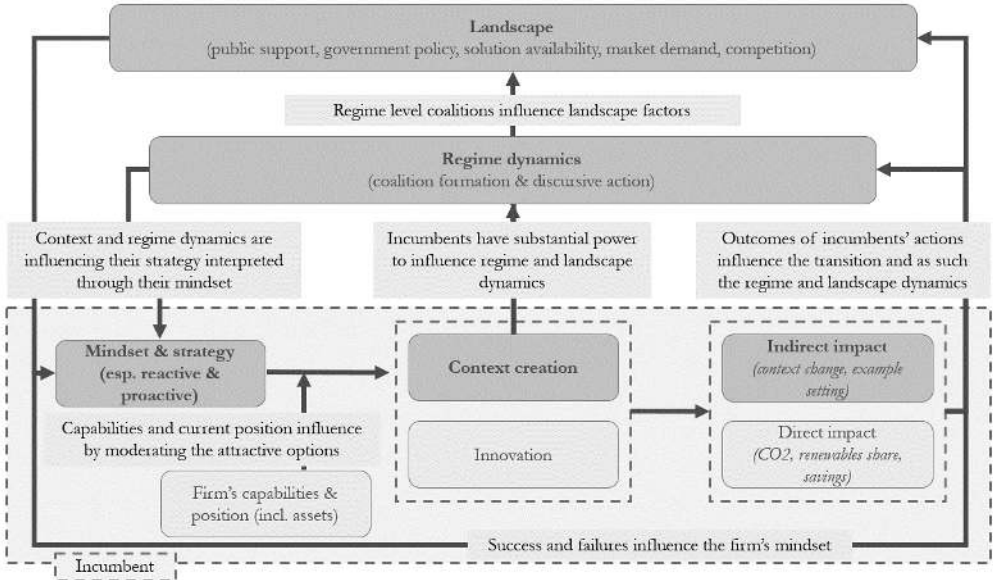 Landscape
(public support, government policy, solution availability, market demand, competition)
Regime level coalitions influence landscape factors
Regime dynamics
(coalition formation & discursive action)
Context and regime dynamics are
influencing their strategy interpreted
through their mindset
Incumbents have substantial power
to influence regime and landscape
dynamics
Outcomes of incumbents' actions
influence the transition and as such
the regime and landscape dynamics
Mindset & strategy
(esp. reactive &
proactive)
Context creation
Indirect impact
(context change, example
setting)
Capabilities and current position influence
by moderating the attractive options
Innovation
Direct impact
(CO2, renewables share,
savings)
Firm's capabilities &
position (incl. assets)
Success and failures influence the firm's mindset
Incumbent